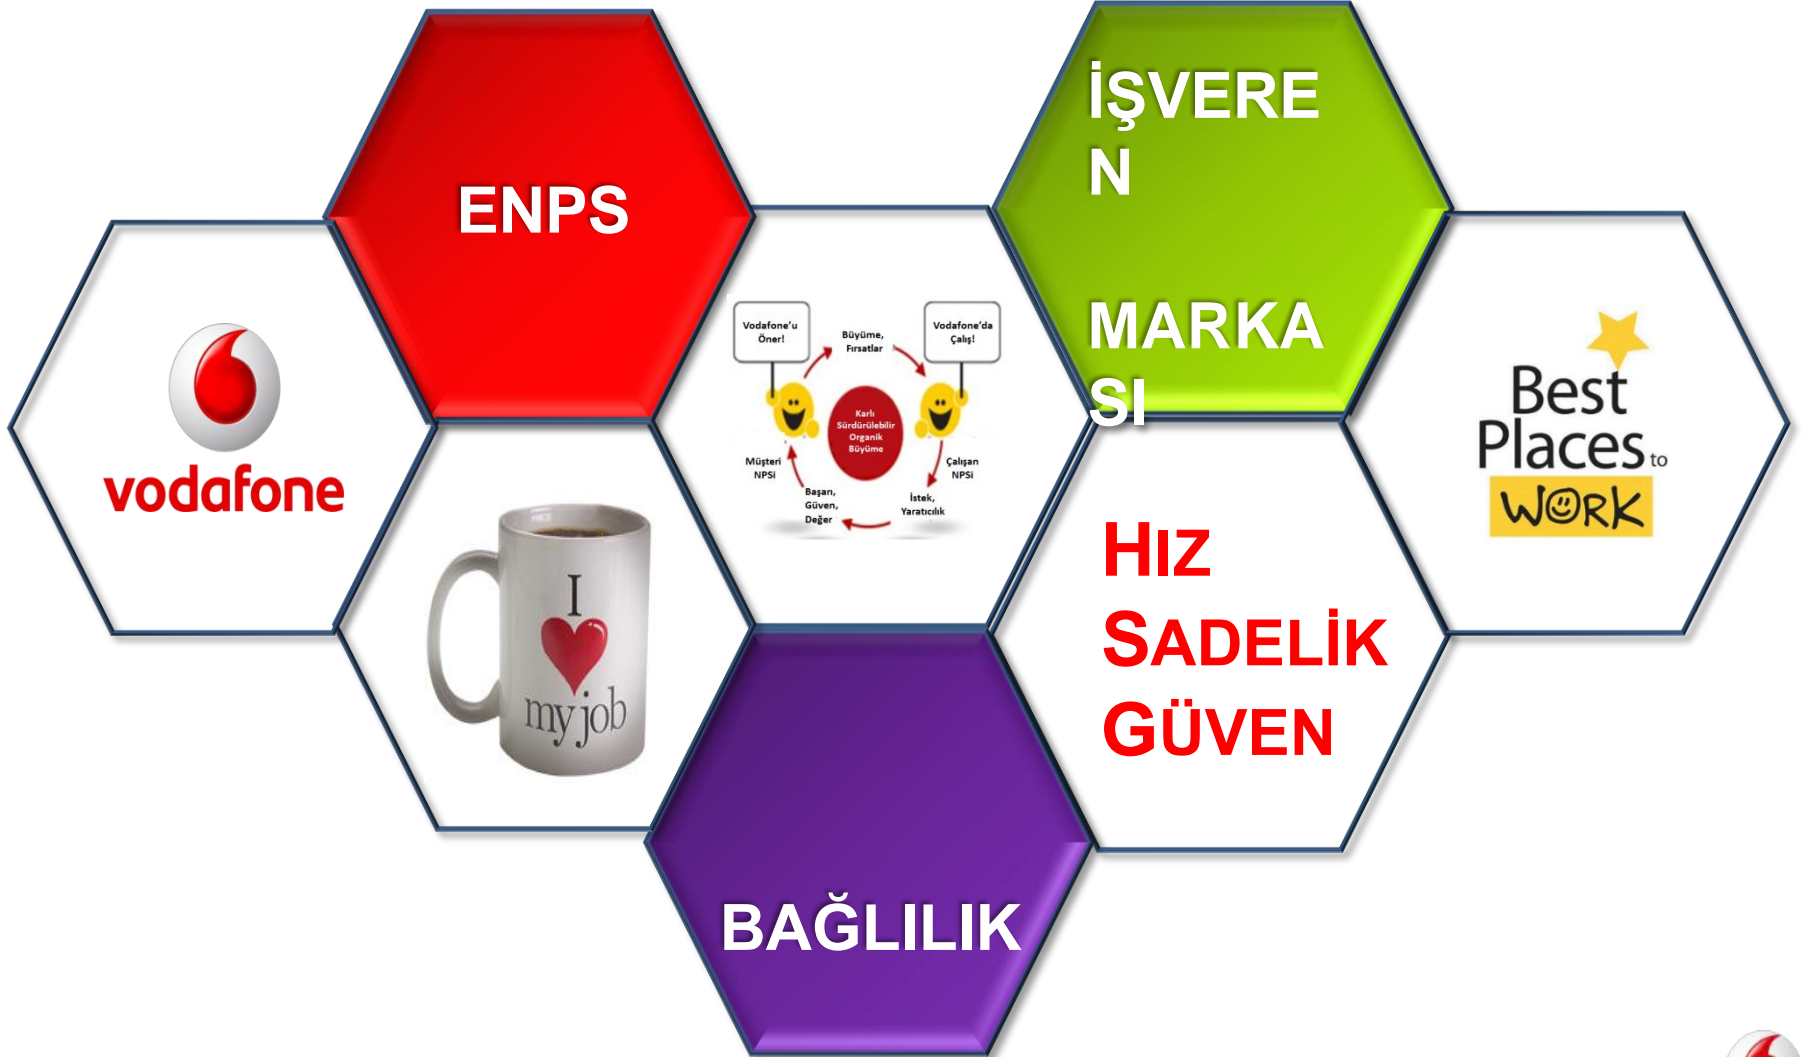 ENPS
İŞVERE
N
MARKA
SI
vodafone
Vodafone'u
Öner!
Büyüme,
Fırsatlar
Vodafone'da
Çalış!
Karlı
Sürdürülebilir
Organik
Büyüme
Müşteri
NPSi
Çalışan
NPSi
Başarı,
Güven,
Değer
İstek,
Yaratıcılık
Best
Places to
WORK
I
my job
HIZ
SADELİK
GÜVEN
BAĞLILIK